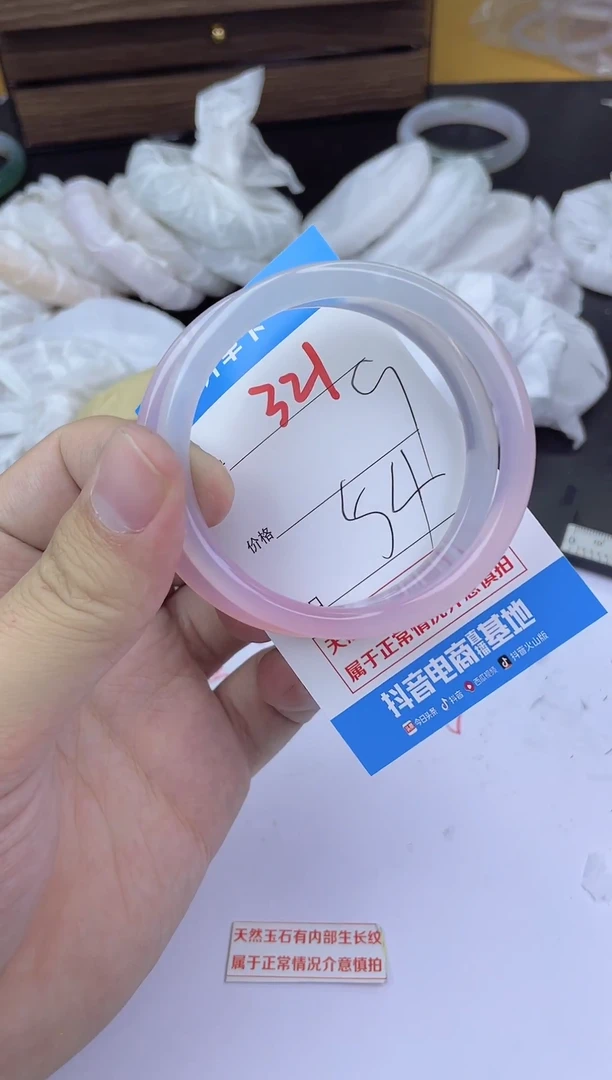 321 g
价格 54
属于正常情况介意慎拍
抖音电商直播基地
今日头条 抖音 西瓜视频 抖音火山版
天然玉石有内部生长纹
属于正常情况介意慎拍